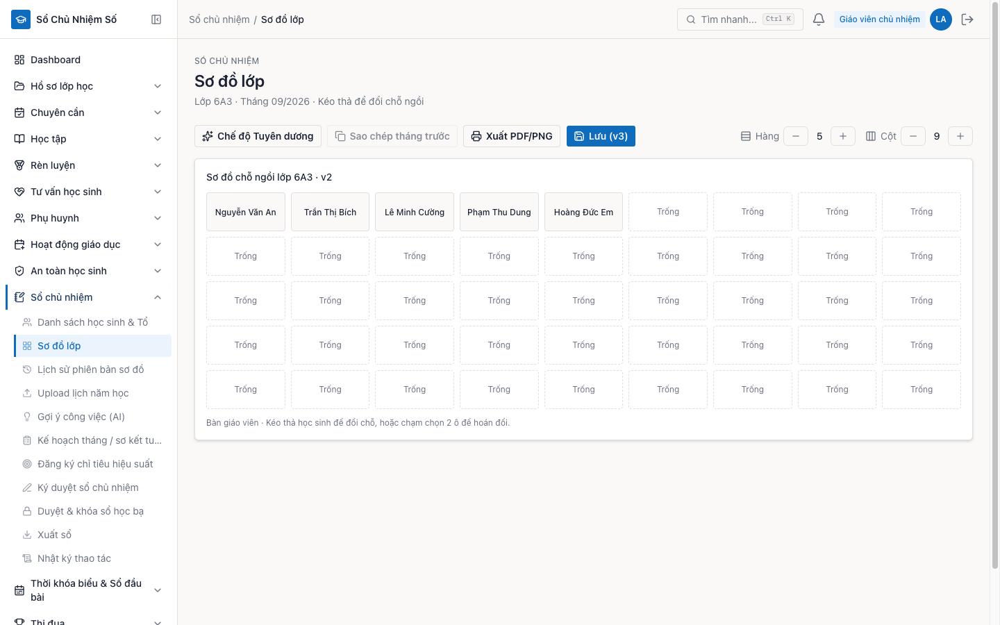 Sổ Chủ Nhiệm Số
Dashboard
Hồ sơ lớp học
Chuyên cần
Học tập
Rèn luyện
Tư vấn học sinh
Phụ huynh
Hoạt động giáo dục
An toàn học sinh
Sổ chủ nhiệm
Danh sách học sinh & Tổ
Sơ đồ lớp
Lịch sử phiên bản sơ đồ
Upload lịch năm học
Gợi ý công việc (AI)
Kế hoạch tháng / sơ kết tu...
Đăng ký chỉ tiêu hiệu suất
Ký duyệt sổ chủ nhiệm
Duyệt & khóa sổ học bạ
Xuất sổ
Nhật ký thao tác
Thời khóa biểu & Sổ đầu
bài
Thi đua
Sổ chủ nhiệm / Sơ đồ lớp
Tìm nhanh... Ctrl K
Giáo viên chủ nhiệm
LA
SỔ CHỦ NHIỆM
Sơ đồ lớp
Lớp 6A3 · Tháng 09/2026 · Kéo thả để đổi chỗ ngồi
Chế độ Tuyên dương Sao chép tháng trước Xuất PDF/PNG Lưu (v3) Hàng − 5 + Cột − 9 +
Sơ đồ chỗ ngồi lớp 6A3 · v2
Nguyễn Văn An Trần Thị Bích Lê Minh Cường Phạm Thu Dung Hoàng Đức Em Trống Trống Trống Trống
Trống Trống Trống Trống Trống Trống Trống Trống Trống
Trống Trống Trống Trống Trống Trống Trống Trống Trống
Trống Trống Trống Trống Trống Trống Trống Trống Trống
Trống Trống Trống Trống Trống Trống Trống Trống Trống
Bàn giáo viên · Kéo thả học sinh để đổi chỗ, hoặc chạm chọn 2 ô để hoán đổi.